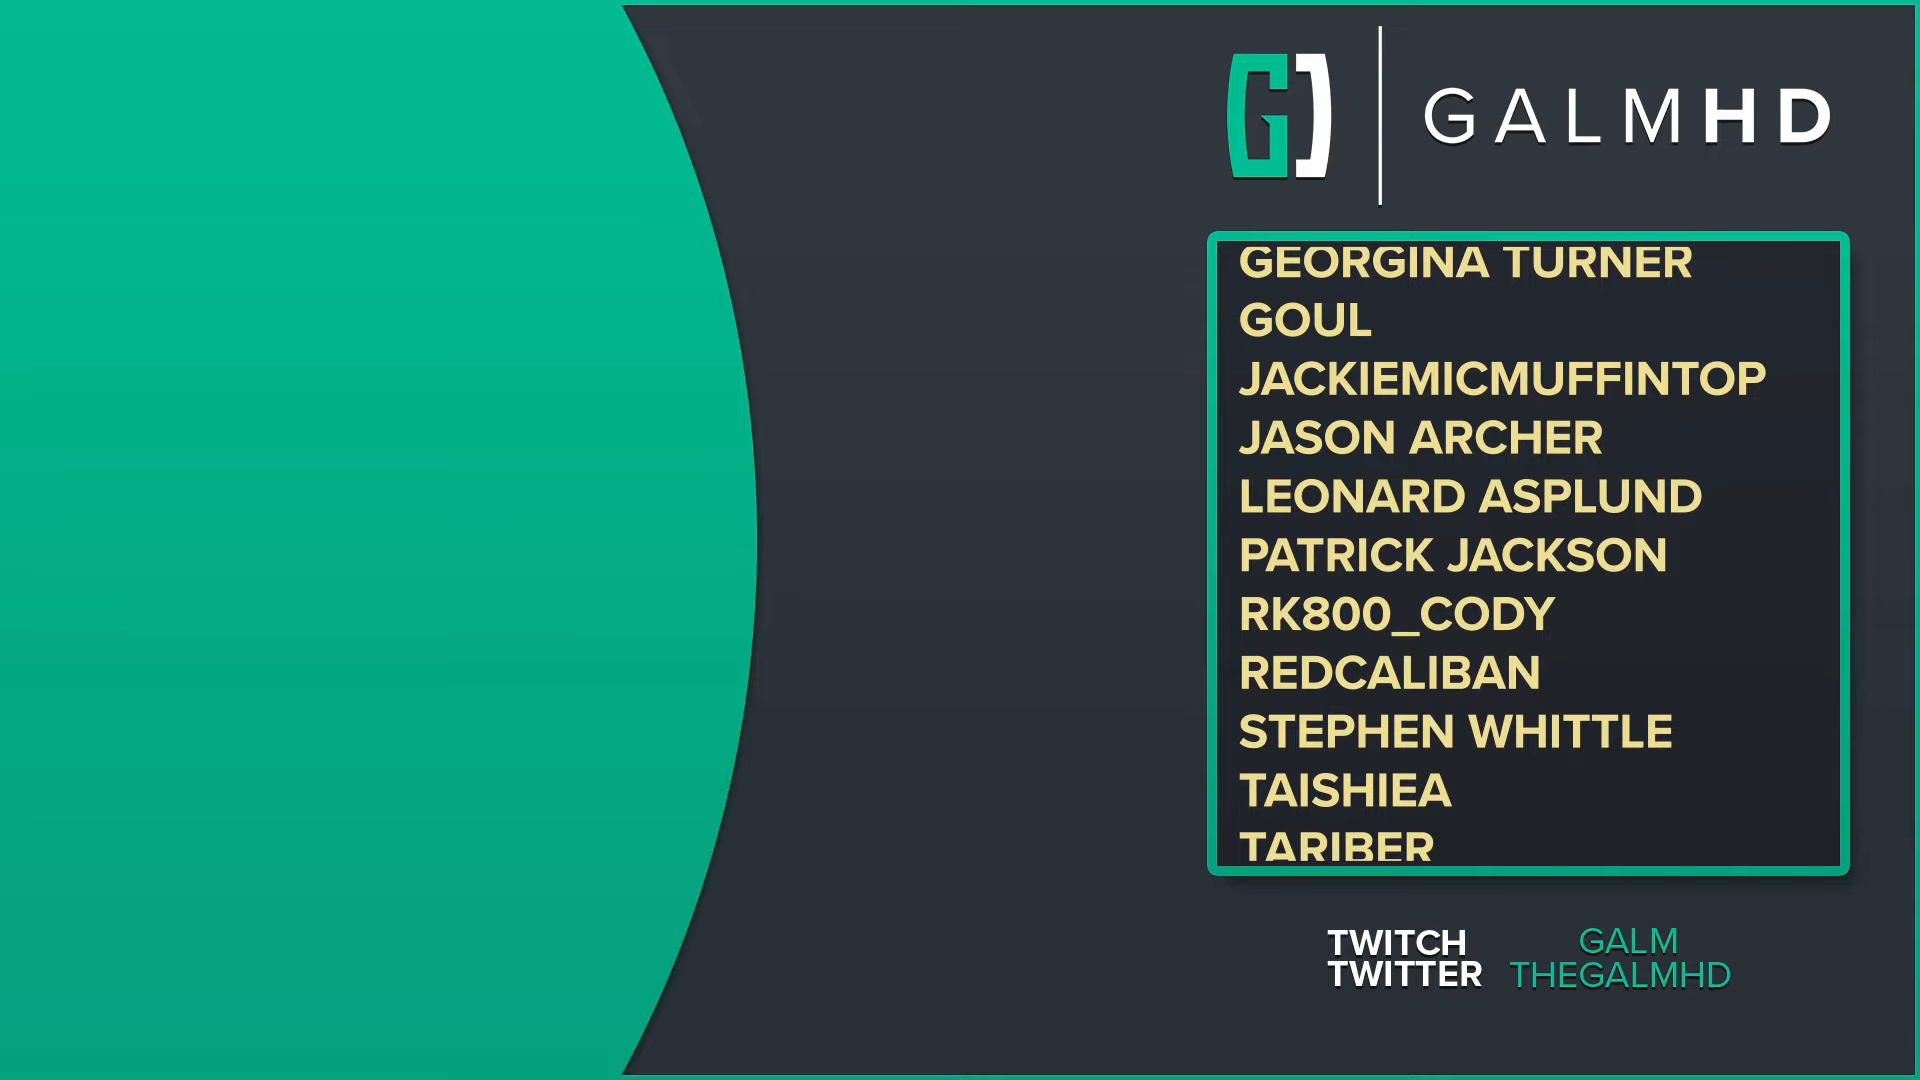 GALMHD
GEORGINA TURNER
GOUL
JACKIEMICMUFFINTOP
JASON ARCHER
LEONARD ASPLUND
PATRICK JACKSON
RK800_CODY
REDCALIBAN
STEPHEN WHITTLE
TAISHIEA
TARIBER
TWITCH GALM
TWITTER THEGALMHD